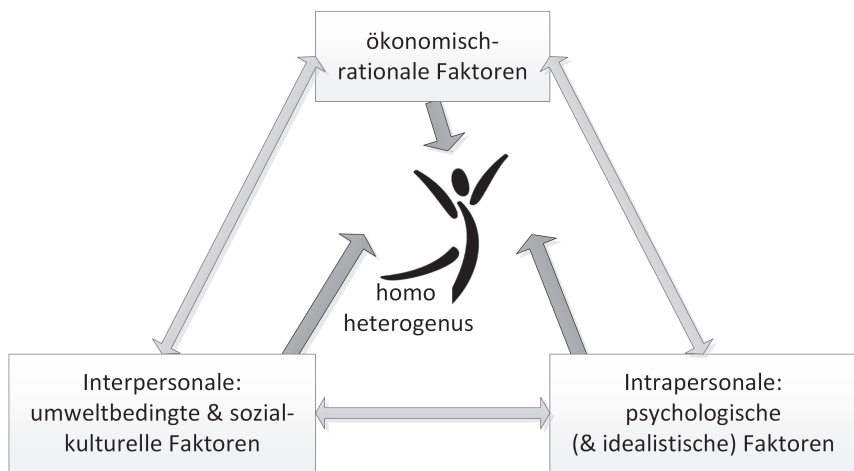 ökonomisch-
rationale Faktoren
homo
heterogenus
Interpersonale:
umweltbedingte & sozial-
kulturelle Faktoren
Intrapersonale:
psychologische
(& idealistische) Faktoren